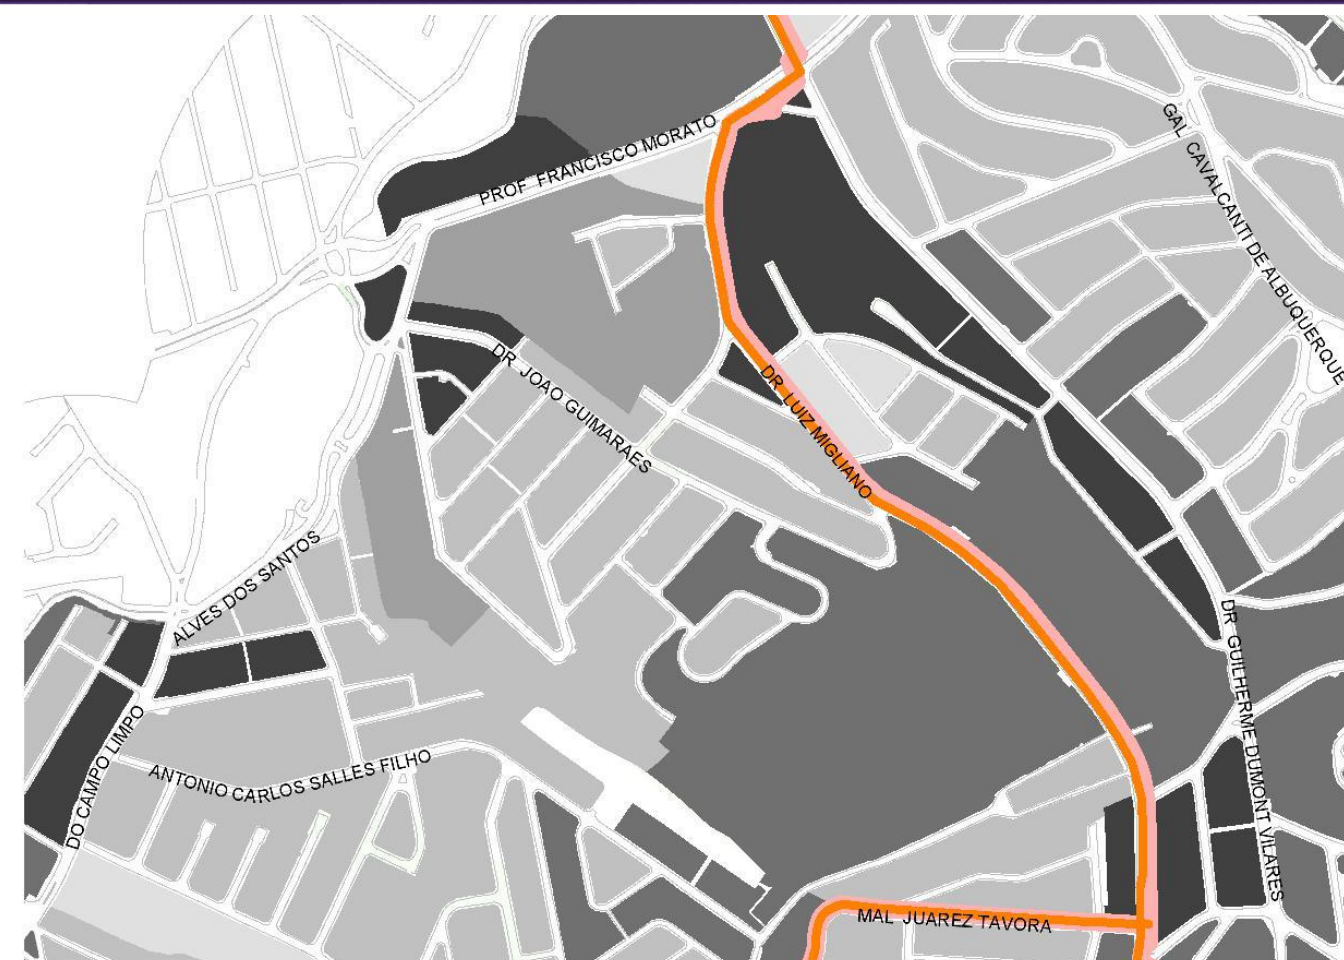 PROF FRANCISCO MORATO
GAL CAVALCANTI DE ALBUQUERQUE
DR JOAO GUIMARAES
DR LUIZ MIGLIANO
ALVES DOS SANTOS
DR GUILHERME DUMONT VILARES
DO CAMPO LIMPO
ANTONIO CARLOS SALLES FILHO
MAL JUAREZ TAVORA